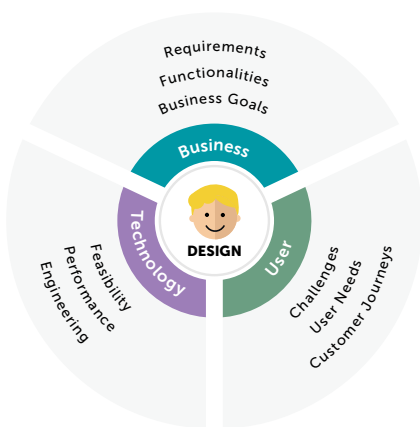 Requirements
Functionalities
Business Goals
Business
Technology
User
DESIGN
Feasibility
Performance
Engineering
Challenges
User Needs
Customer Journeys